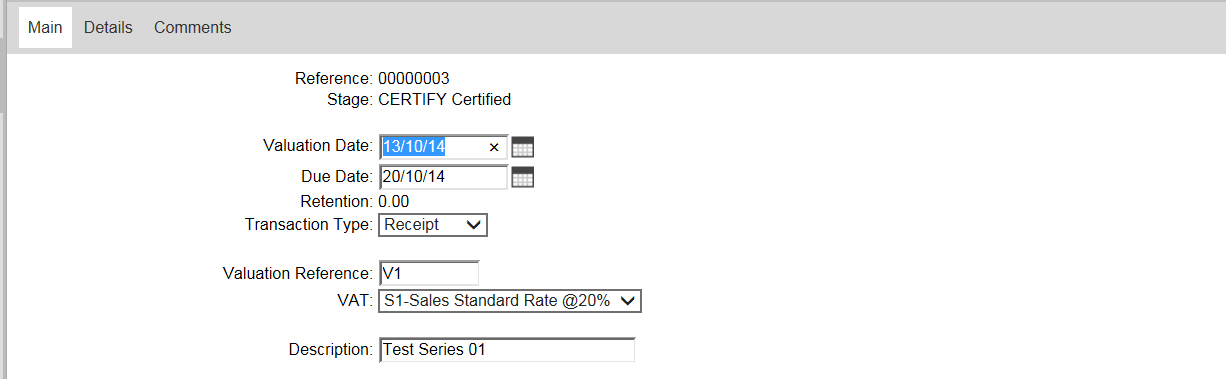 Main Details Comments
Reference: 00000003
Stage: CERTIFY Certified
Valuation Date: 13/10/14 ×
Due Date: 20/10/14
Retention: 0.00
Transaction Type: Receipt
Valuation Reference: V1
VAT: S1-Sales Standard Rate @20%
Description: Test Series 01